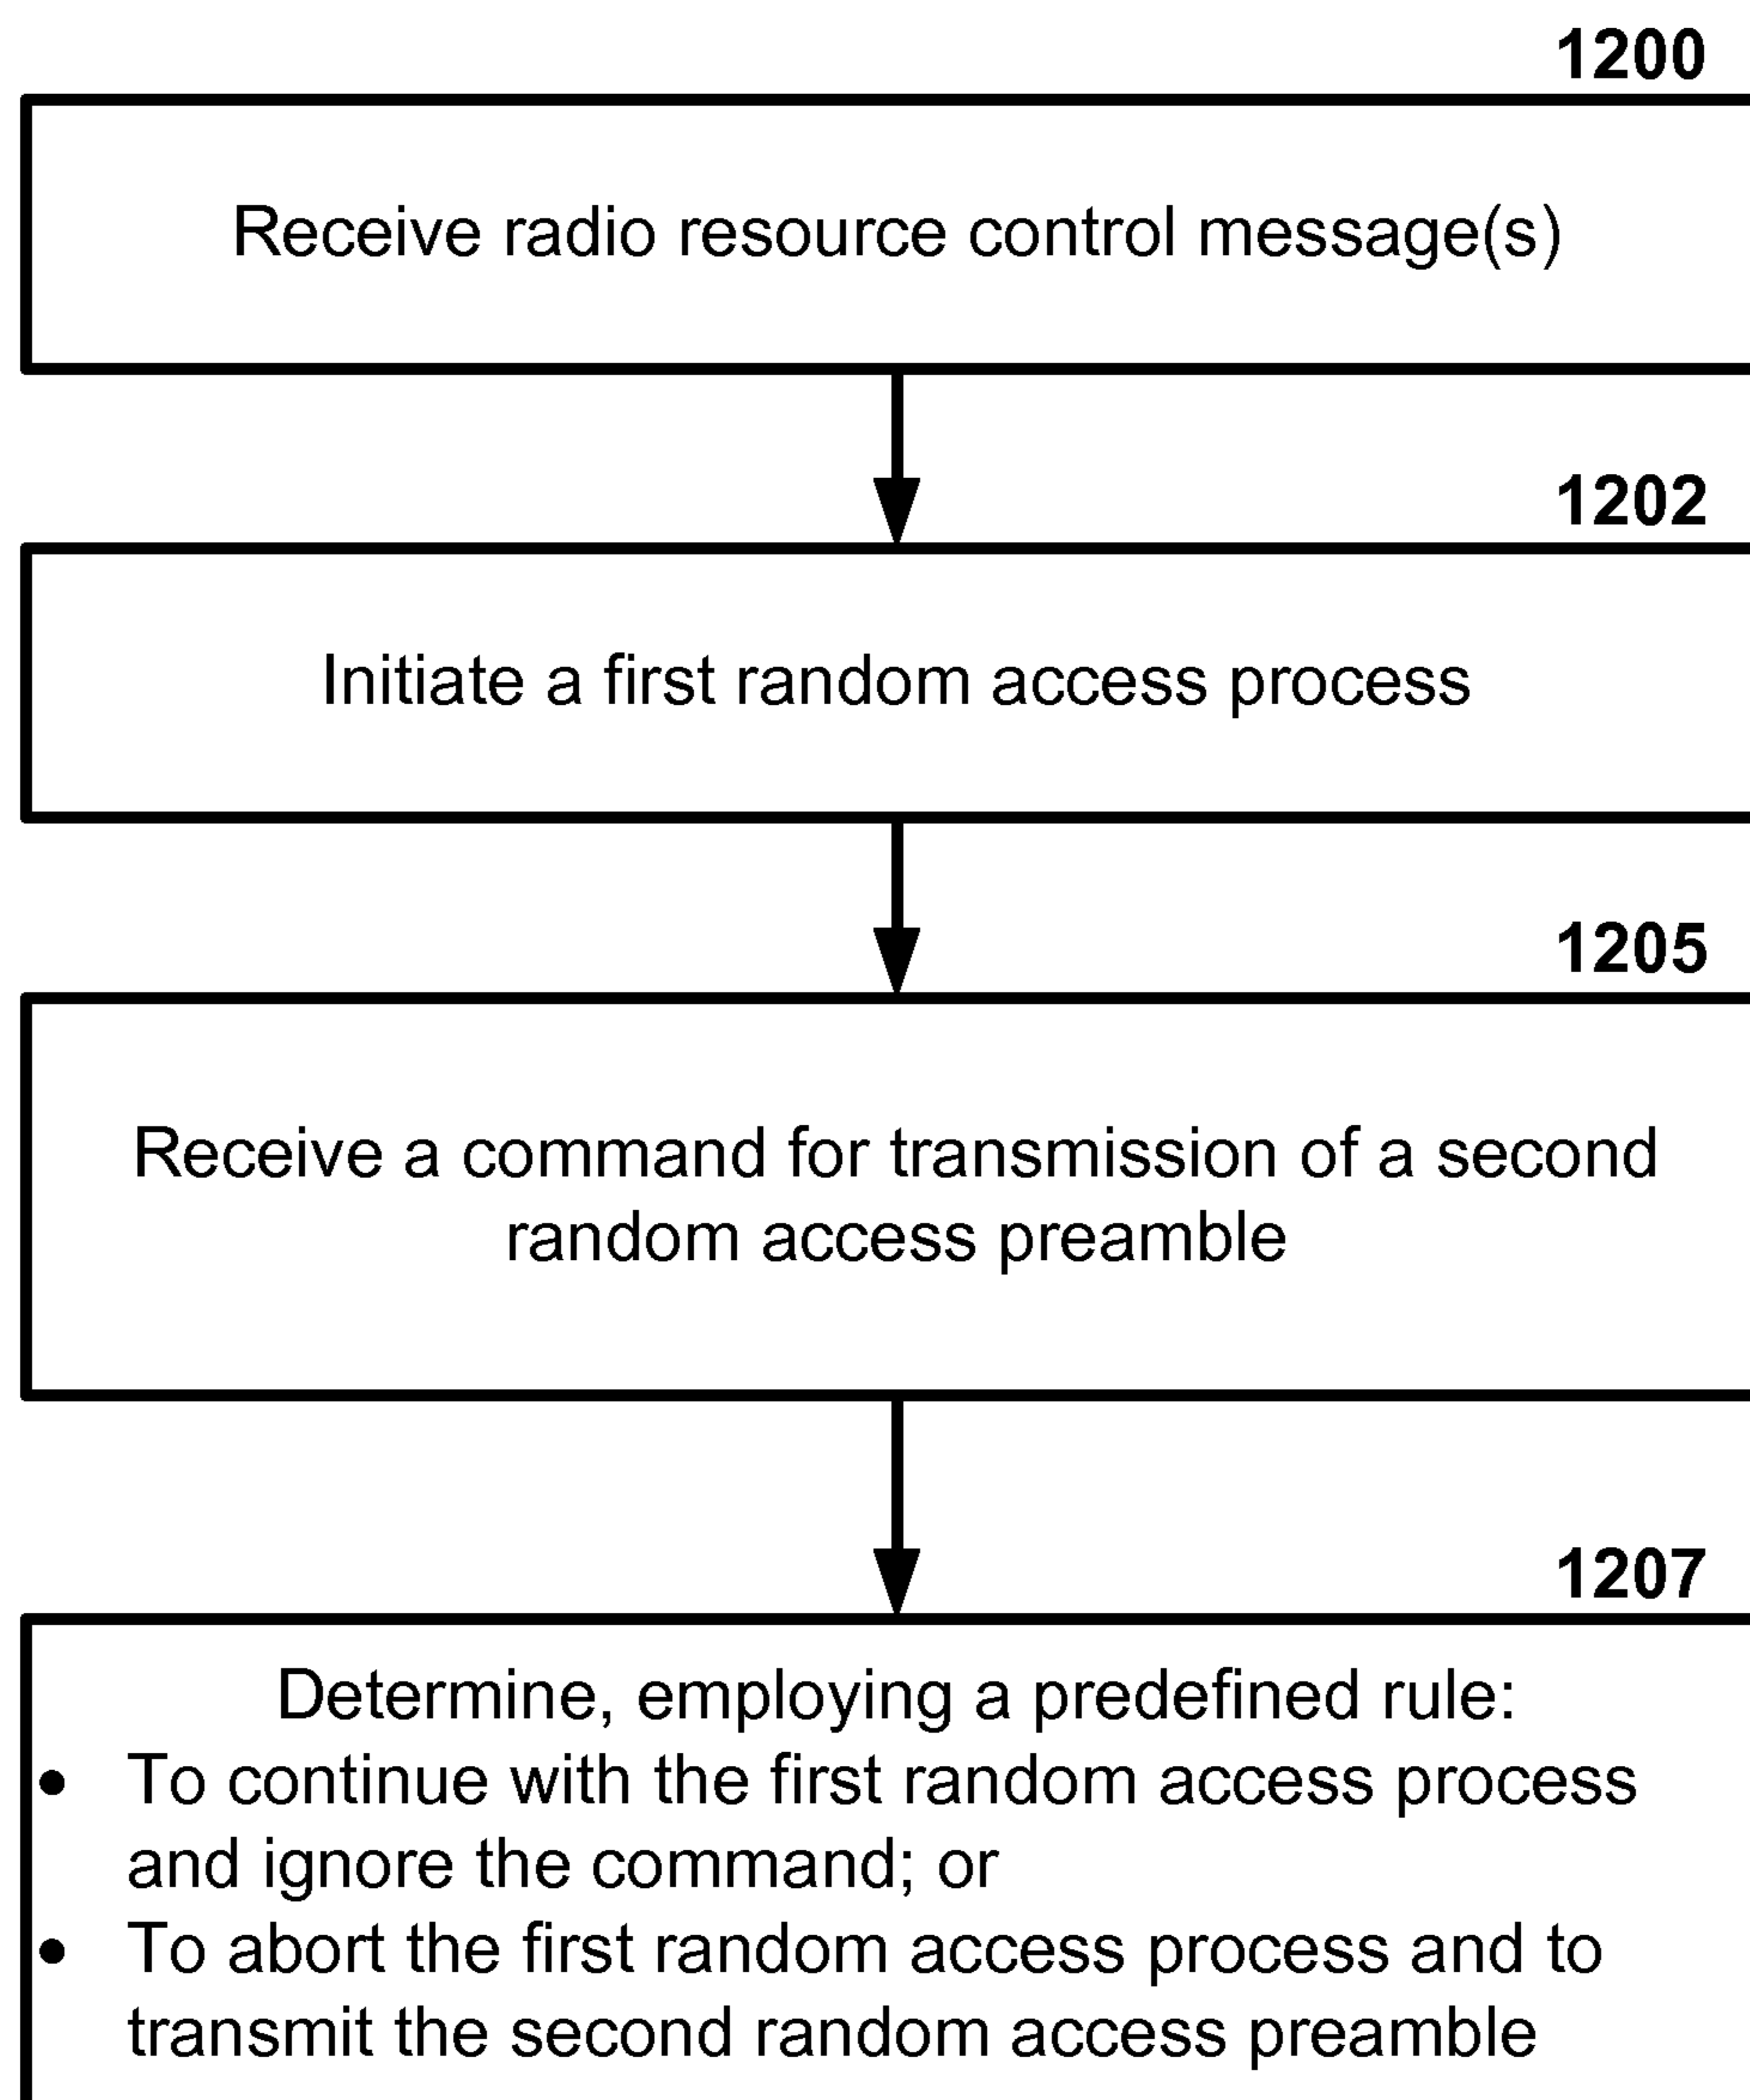 1200
Receive radio resource control message(s)
1202
Initiate a first random access process
1205
Receive a command for transmission of a second
random access preamble
1207
Determine, employing a predefined rule:
• To continue with the first random access process
and ignore the command; or
• To abort the first random access process and to
transmit the second random access preamble